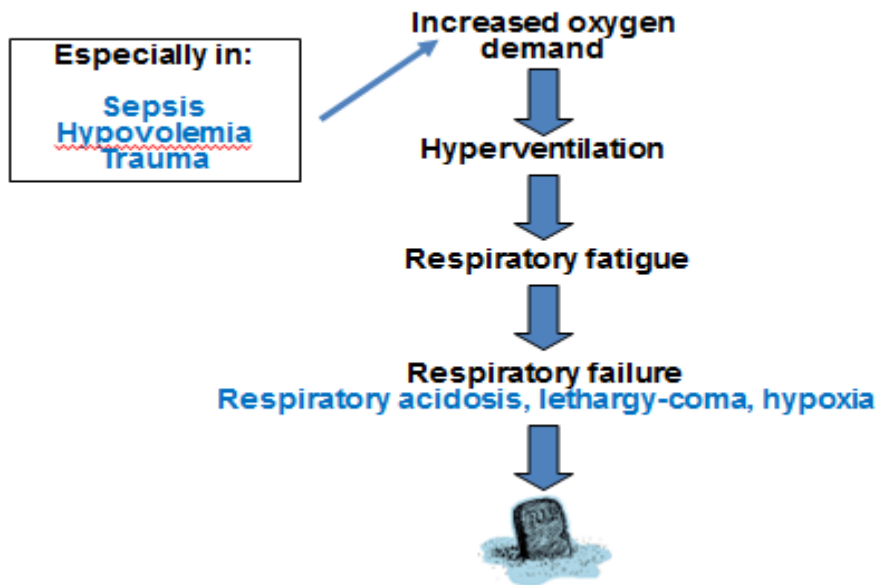 Increased oxygen
demand
Especially in:
Sepsis
Hypovolemia
Trauma
Hyperventilation
Respiratory fatigue
Respiratory failure
Respiratory acidosis, lethargy-coma, hypoxia